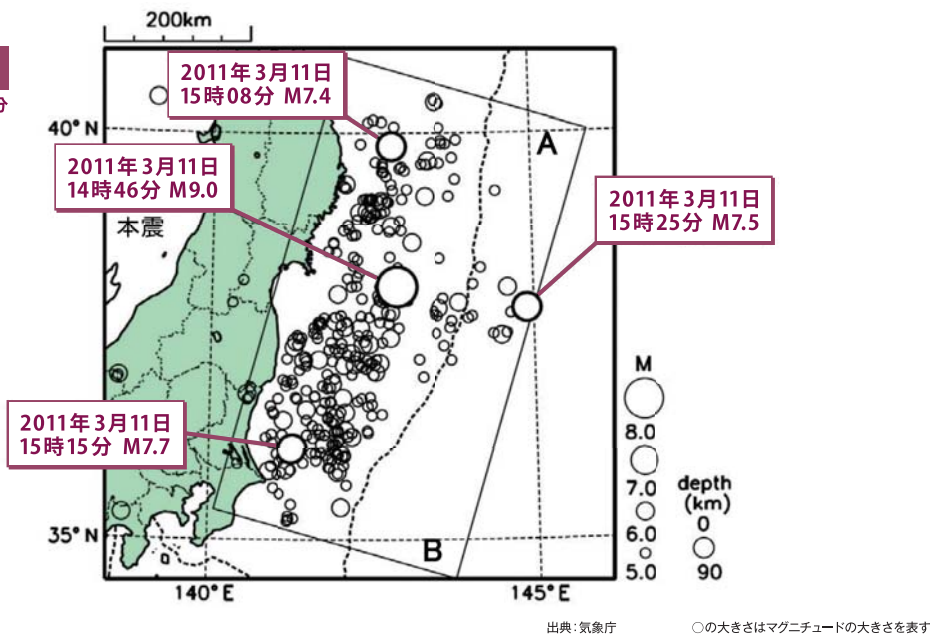 200km
分
2011年3月11日
15時08分 M7.4
40°N
A
2011年3月11日
14時46分 M9.0
本震
2011年3月11日
15時25分 M7.5
2011年3月11日
15時15分 M7.7
M
8.0
7.0
6.0
5.0
depth
(km)
0
90
35°N
B
140°E
145°E
出典：気象庁
○の大きさはマグニチュードの大きさを表す